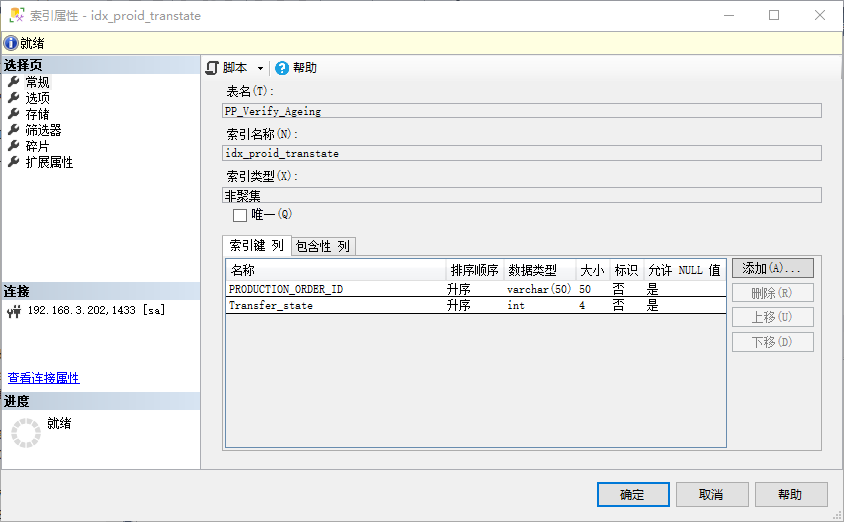 索引属性 - idx_proid_transtate
就绪
选择页
常规
选项
存储
筛选器
碎片
扩展属性
连接
192.168.3.202,1433 [sa]
查看连接属性
进度
就绪
脚本 帮助
表名(T):
PP_Verify_Ageing
索引名称(N):
idx_proid_transtate
索引类型(X):
非聚集
唯一(Q)
索引键 列 包含性 列
名称 排序顺序 数据类型 大小 标识 允许 NULL 值
PRODUCTION_ORDER_ID 升序 varchar(50) 50 否 是
Transfer_state 升序 int 4 否 是
添加(A)...
删除(R)
上移(U)
下移(D)
确定 取消 帮助